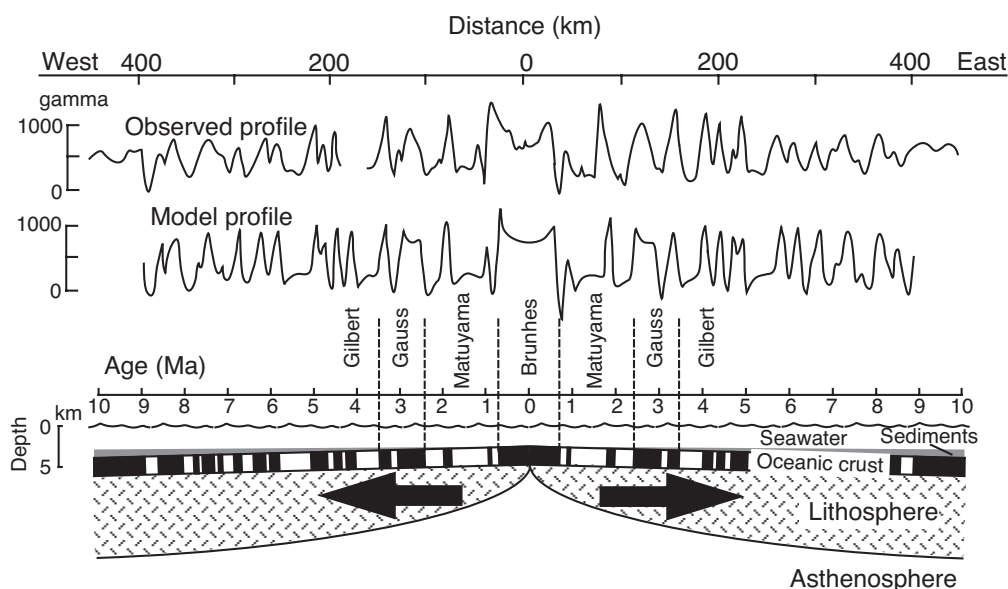 Distance (km)
West 400 200 0 200 400 East
gamma
1000
Observed profile
0
Model profile
1000
0
Gilbert Gauss Matuyama Brunhes Matuyama Gauss Gilbert
Age (Ma)
10 9 8 7 6 5 4 3 2 1 0 1 2 3 4 5 6 7 8 9 10
km
0
Depth
5
Seawater
Sediments
Oceanic crust
Lithosphere
Asthenosphere